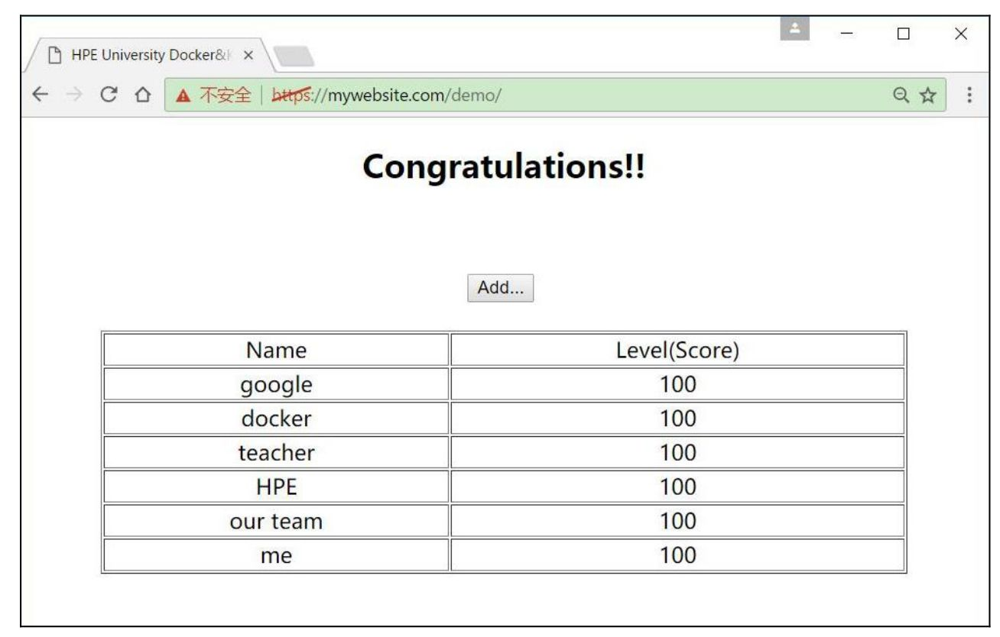 HPE University Docker&
不安全 | https://mywebsite.com/demo/
Congratulations!!
Add...
Name Level(Score)
google 100
docker 100
teacher 100
HPE 100
our team 100
me 100